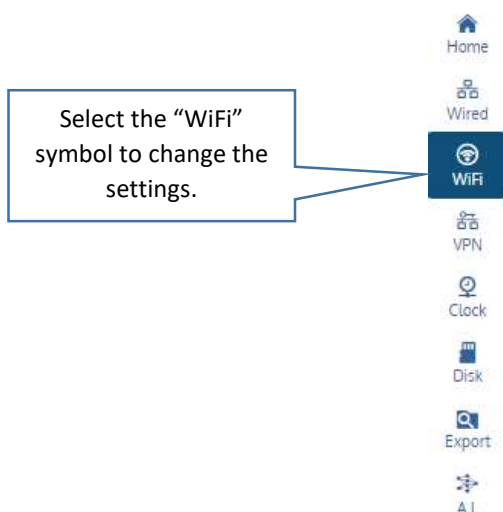 Home
Wired
Select the “WiFi”
symbol to change the
settings.
WiFi
VPN
Clock
Disk
Export
A.I.